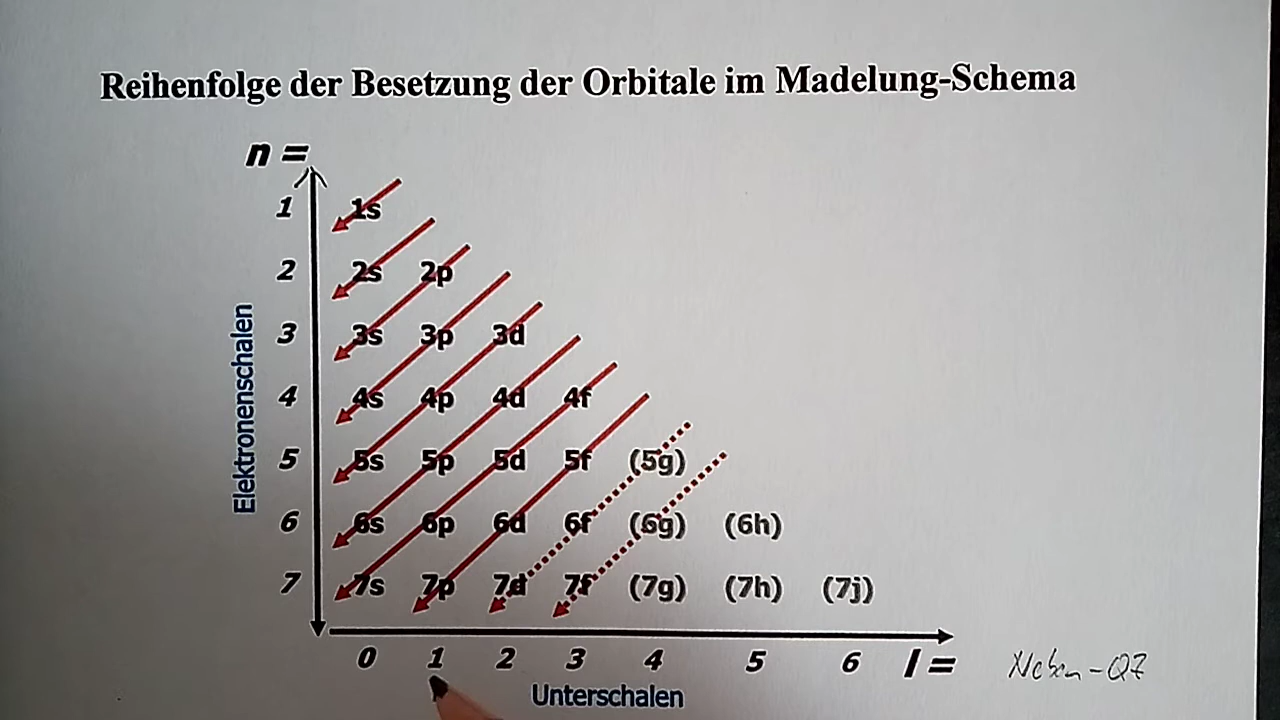 Reihenfolge der Besetzung der Orbitale im Madelung-Schema
n =
1 1s
2 2s 2p
3 3s 3p 3d
4 4s 4p 4d 4f
5 5s 5p 5d 5f (5g)
6 6s 6p 6d 6f (6g) (6h)
7 7s 7p 7d 7f (7g) (7h) (7j)
Elektronenschalen
0 1 2 3 4 5 6 l =
Neben-QZ
Unterschalen